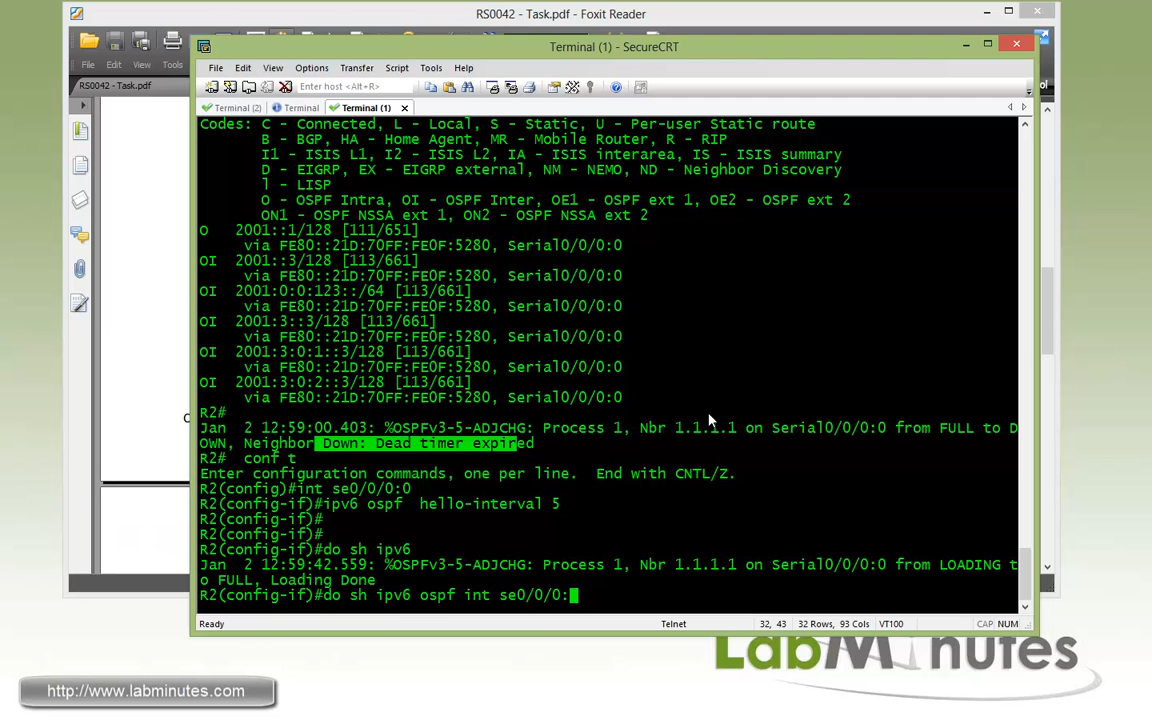 RS0042 - Task.pdf - Foxit Reader
File Edit View Tools
RS0042 - Task.pdf
Terminal (1) - SecureCRT
File Edit View Options Transfer Script Tools Help
Enter host <Alt+R>
Terminal (2) Terminal Terminal (1)
Codes: C - Connected, L - Local, S - Static, U - Per-user Static route
B - BGP, HA - Home Agent, MR - Mobile Router, R - RIP
I1 - ISIS L1, I2 - ISIS L2, IA - ISIS interarea, IS - ISIS summary
D - EIGRP, EX - EIGRP external, NM - NEMO, ND - Neighbor Discovery
l - LISP
O - OSPF Intra, OI - OSPF Inter, OE1 - OSPF ext 1, OE2 - OSPF ext 2
ON1 - OSPF NSSA ext 1, ON2 - OSPF NSSA ext 2
O 2001::1/128 [111/651]
via FE80::21D:70FF:FE0F:5280, Serial0/0/0:0
OI 2001::3/128 [113/661]
via FE80::21D:70FF:FE0F:5280, Serial0/0/0:0
OI 2001:0:0:123::/64 [113/661]
via FE80::21D:70FF:FE0F:5280, Serial0/0/0:0
OI 2001:3::3/128 [113/661]
via FE80::21D:70FF:FE0F:5280, Serial0/0/0:0
OI 2001:3:0:1::3/128 [113/661]
via FE80::21D:70FF:FE0F:5280, Serial0/0/0:0
OI 2001:3:0:2::3/128 [113/661]
via FE80::21D:70FF:FE0F:5280, Serial0/0/0:0
R2#
Jan 2 12:59:00.403: %OSPFv3-5-ADJCHG: Process 1, Nbr 1.1.1.1 on Serial0/0/0:0 from FULL to D
OWN, Neighbor Down: Dead timer expired
R2# conf t
Enter configuration commands, one per line. End with CNTL/Z.
R2(config)#int se0/0/0:0
R2(config-if)#ipv6 ospf hello-interval 5
R2(config-if)#
R2(config-if)#
R2(config-if)#do sh ipv6
Jan 2 12:59:42.559: %OSPFv3-5-ADJCHG: Process 1, Nbr 1.1.1.1 on Serial0/0/0:0 from LOADING t
o FULL, Loading Done
R2(config-if)#do sh ipv6 ospf int se0/0/0:
Ready Telnet 32, 43 32 Rows, 93 Cols VT100 CAP NUM
LabMinutes
http://www.labminutes.com